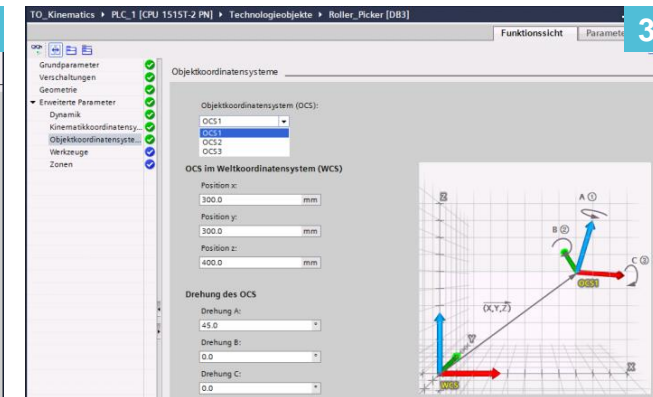 TO_Kinematics ▸ PLC_1 [CPU 1515T-2 PN] ▸ Technologieobjekte ▸ Roller_Picker [DB3]
Funktionssicht
Paramete
3
Grundparameter
Verschaltungen
Geometrie
Erweiterte Parameter
Dynamik
Kinematikkoordinatensy...
Objektkoordinatensyste...
Werkzeuge
Zonen
Objektkoordinatensysteme
Objektkoordinatensystem (OCS):
OCS1
OCS1
OCS2
OCS3
OCS im Weltkoordinatensystem (WCS)
Position x:
300.0 mm
Position y:
300.0 mm
Position z:
400.0 mm
Drehung des OCS
Drehung A:
45.0 °
Drehung B:
0.0 °
Drehung C:
0.0 °
Z
A ①
B ②
C ③
OCS1
(X,Y,Z)
Y
X
WCS